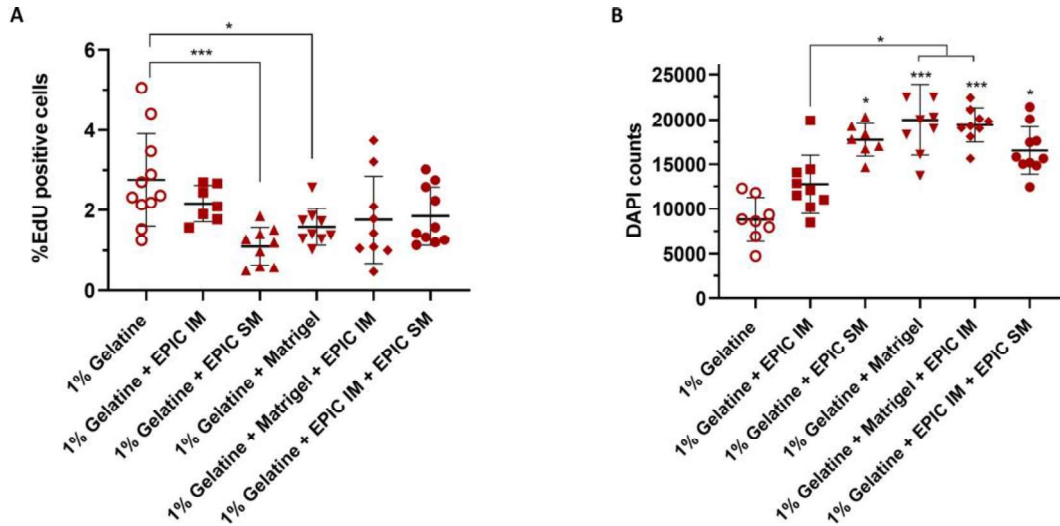 A
*
***
6
4
2
0
%EdU positive cells
1% Gelatine
1% Gelatine + EPIC IM
1% Gelatine + EPIC SM
1% Gelatine + Matrigel
1% Gelatine + Matrigel + EPIC IM
1% Gelatine + EPIC IM + EPIC SM
B
*
***
***
*
*
25000
20000
15000
10000
5000
0
DAPI counts
1% Gelatine
1% Gelatine + EPIC IM
1% Gelatine + EPIC SM
1% Gelatine + Matrigel
1% Gelatine + Matrigel + EPIC IM
1% Gelatine + EPIC IM + EPIC SM